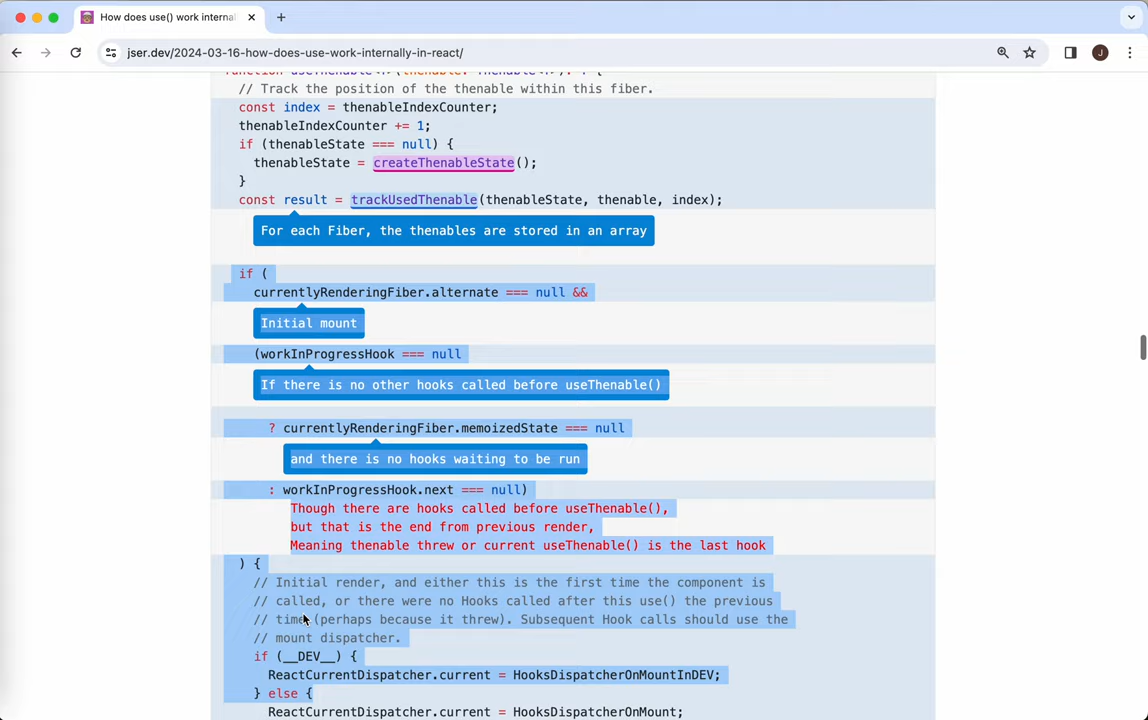 How does use() work internal
jser.dev/2024-03-16-how-does-use-work-internally-in-react/
J
function useThenable<T>(thenable: Thenable<T>): T {
// Track the position of the thenable within this fiber.
const index = thenableIndexCounter;
thenableIndexCounter += 1;
if (thenableState === null) {
thenableState = createThenableState();
}
const result = trackUsedThenable(thenableState, thenable, index);
For each Fiber, the thenables are stored in an array
if (
currentlyRenderingFiber.alternate === null &&
Initial mount
(workInProgressHook === null
If there is no other hooks called before useThenable()
? currentlyRenderingFiber.memoizedState === null
and there is no hooks waiting to be run
: workInProgressHook.next === null)
Though there are hooks called before useThenable(),
but that is the end from previous render,
Meaning thenable threw or current useThenable() is the last hook
) {
// Initial render, and either this is the first time the component is
// called, or there were no Hooks called after this use() the previous
// time (perhaps because it threw). Subsequent Hook calls should use the
// mount dispatcher.
if (__DEV__) {
ReactCurrentDispatcher.current = HooksDispatcherOnMountInDEV;
} else {
ReactCurrentDispatcher.current = HooksDispatcherOnMount;